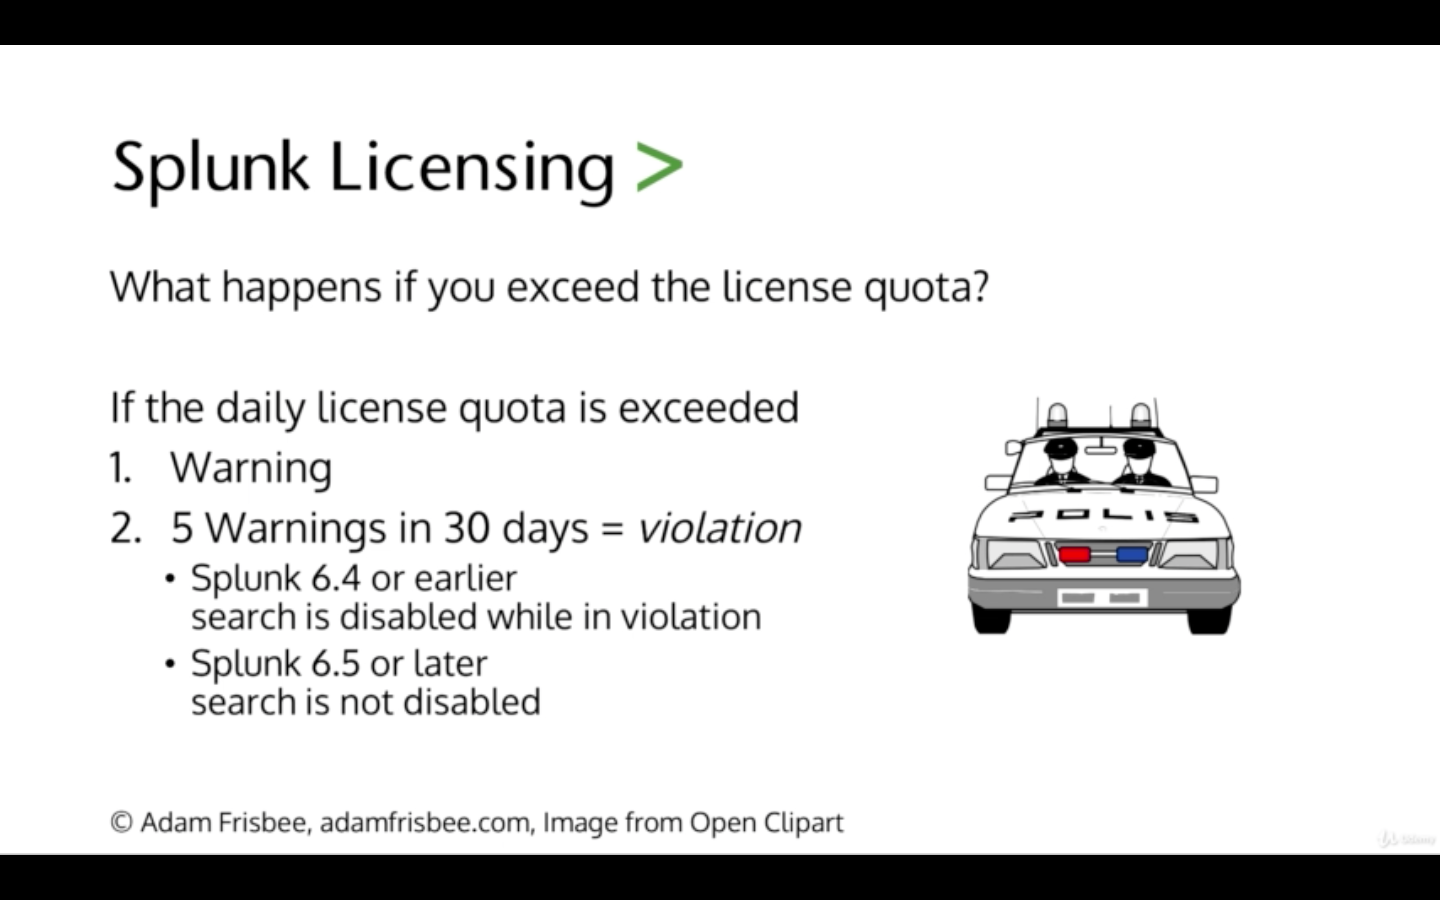 Splunk Licensing >
What happens if you exceed the license quota?
If the daily license quota is exceeded
1. Warning
2. 5 Warnings in 30 days = violation
• Splunk 6.4 or earlier
search is disabled while in violation
• Splunk 6.5 or later
search is not disabled
POLIS
© Adam Frisbee, adamfrisbee.com, Image from Open Clipart
Udemy